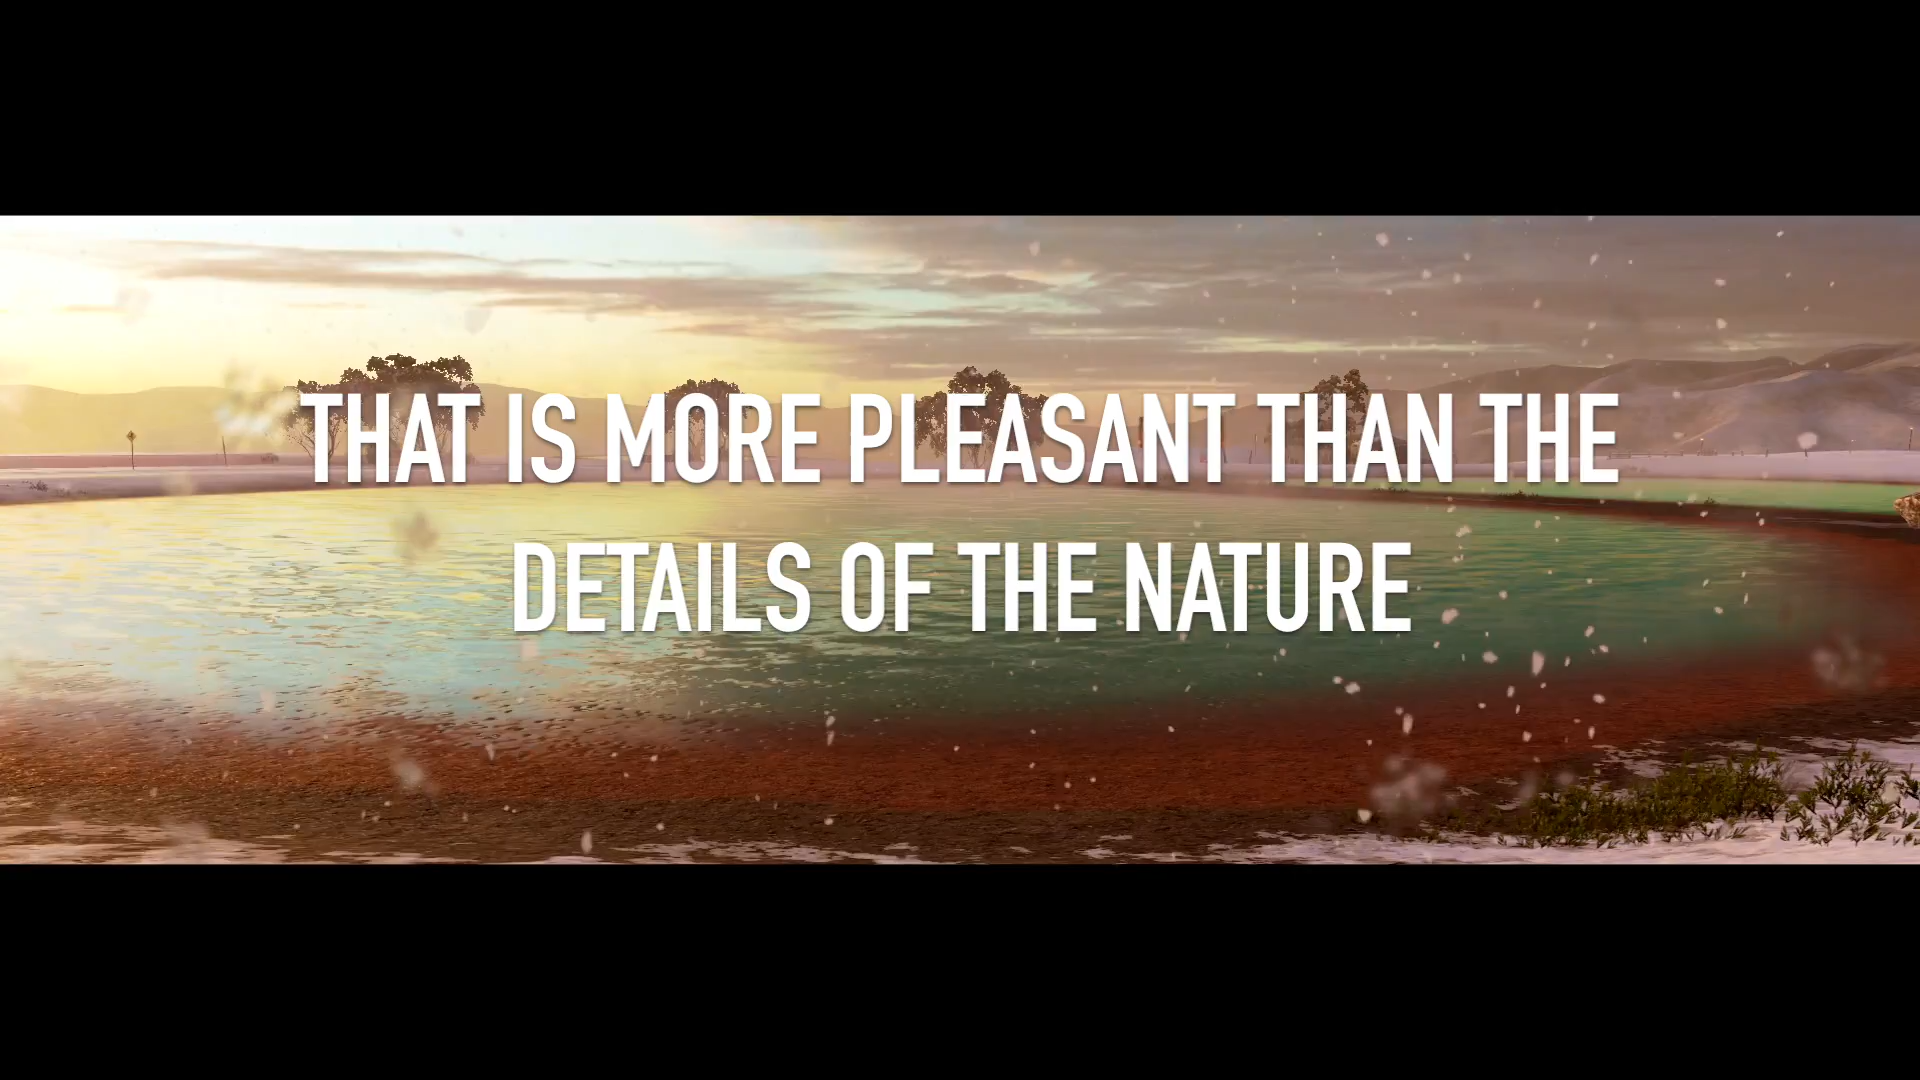 THAT IS MORE PLEASANT THAN THE
DETAILS OF THE NATURE